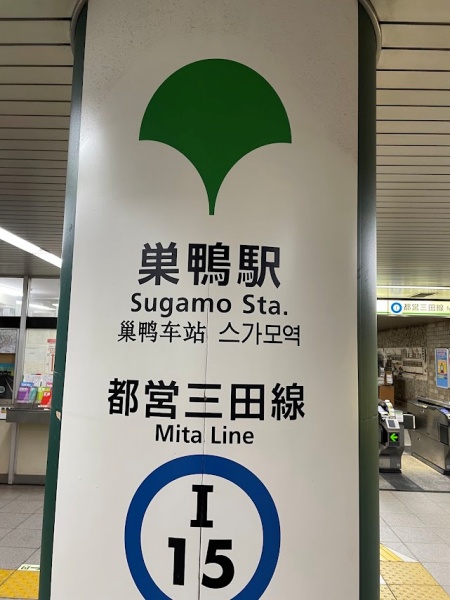 巣鴨駅
Sugamo Sta.
巢鸭车站 스가모역
都営三田線
Mita Line
I
15
都営三田線